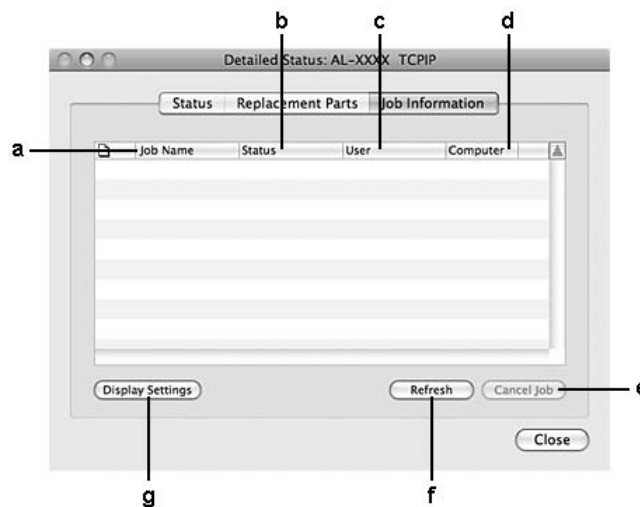 b c d
Detailed Status: AL-XXXX TCPIP
Status Replacement Parts Job Information
a Job Name Status User Computer
Display Settings Refresh Cancel Job e
Close
g f